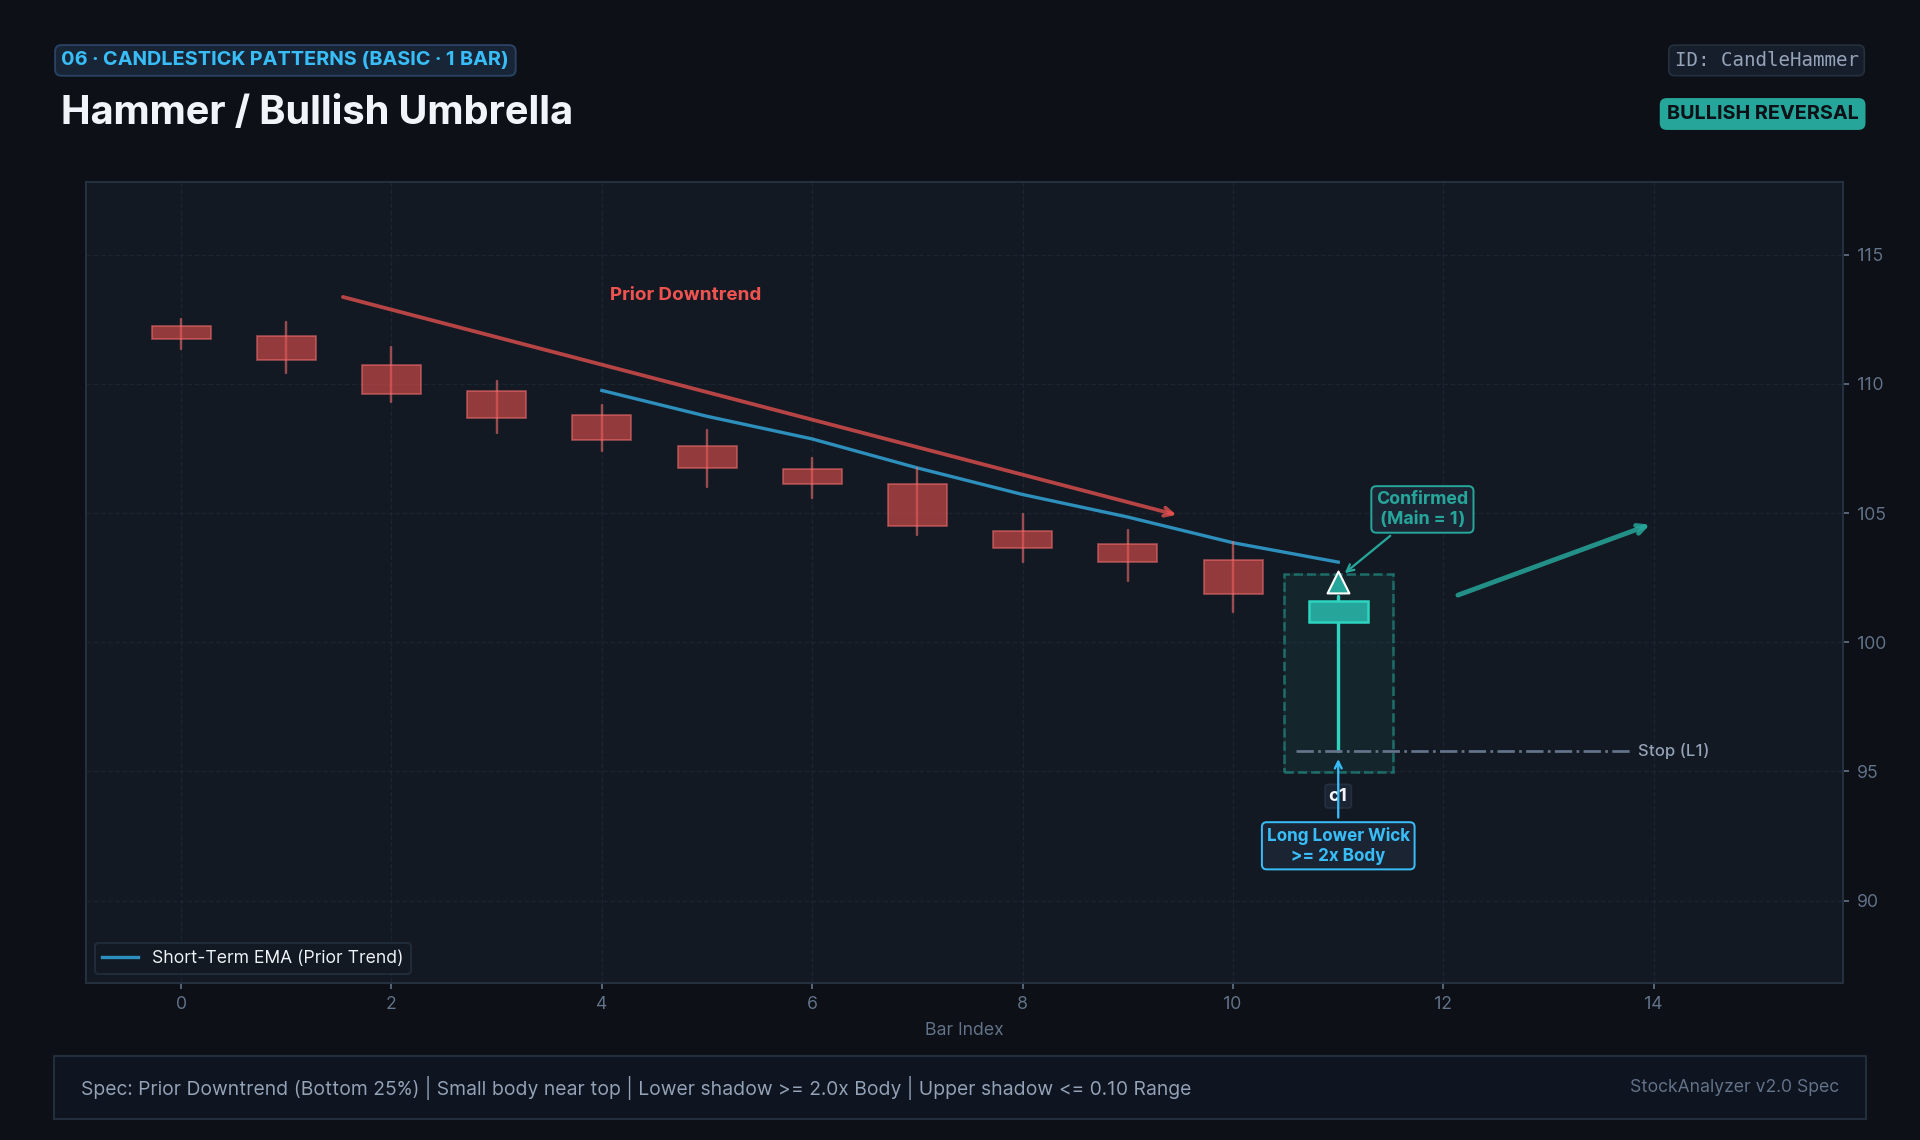 06 · CANDLESTICK PATTERNS (BASIC · 1 BAR)
ID: CandleHammer
Hammer / Bullish Umbrella
BULLISH REVERSAL
Prior Downtrend
Confirmed
(Main = 1)
Stop (L1)
c1
Long Lower Wick
>= 2x Body
115
110
105
100
95
90
Short-Term EMA (Prior Trend)
0 2 4 6 8 10 12 14
Bar Index
Spec: Prior Downtrend (Bottom 25%) | Small body near top | Lower shadow >= 2.0x Body | Upper shadow <= 0.10 Range
StockAnalyzer v2.0 Spec